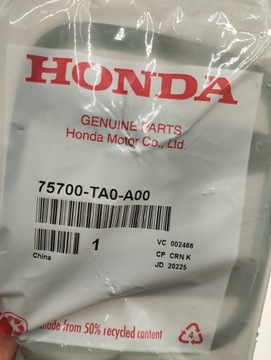 HONDA
GENUINE PARTS
Honda Motor Co., Ltd.
75700-TA0-A00
1
VC 002466
CP CRN K
JD 20225
China
made from 50% recycled content
4